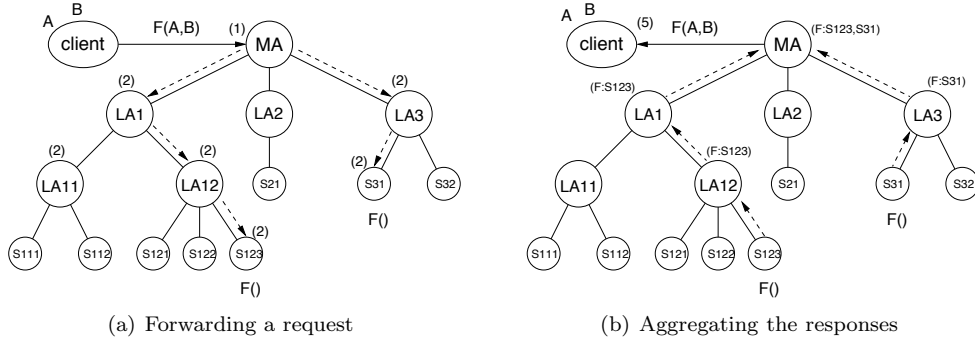 B
A
client
F(A,B)
(1)
MA
(2)
(2)
LA1
LA2
LA3
(2)
(2)
(2)
LA11
LA12
S21
S31
S32
F()
(2)
S111
S112
S121
S122
S123
F()
(a) Forwarding a request
B
A
(5)
client
F(A,B)
MA
(F:S123,S31)
(F:S123)
(F:S31)
LA1
LA2
LA3
(F:S123)
LA11
LA12
S21
S31
S32
F()
S111
S112
S121
S122
S123
F()
(b) Aggregating the responses